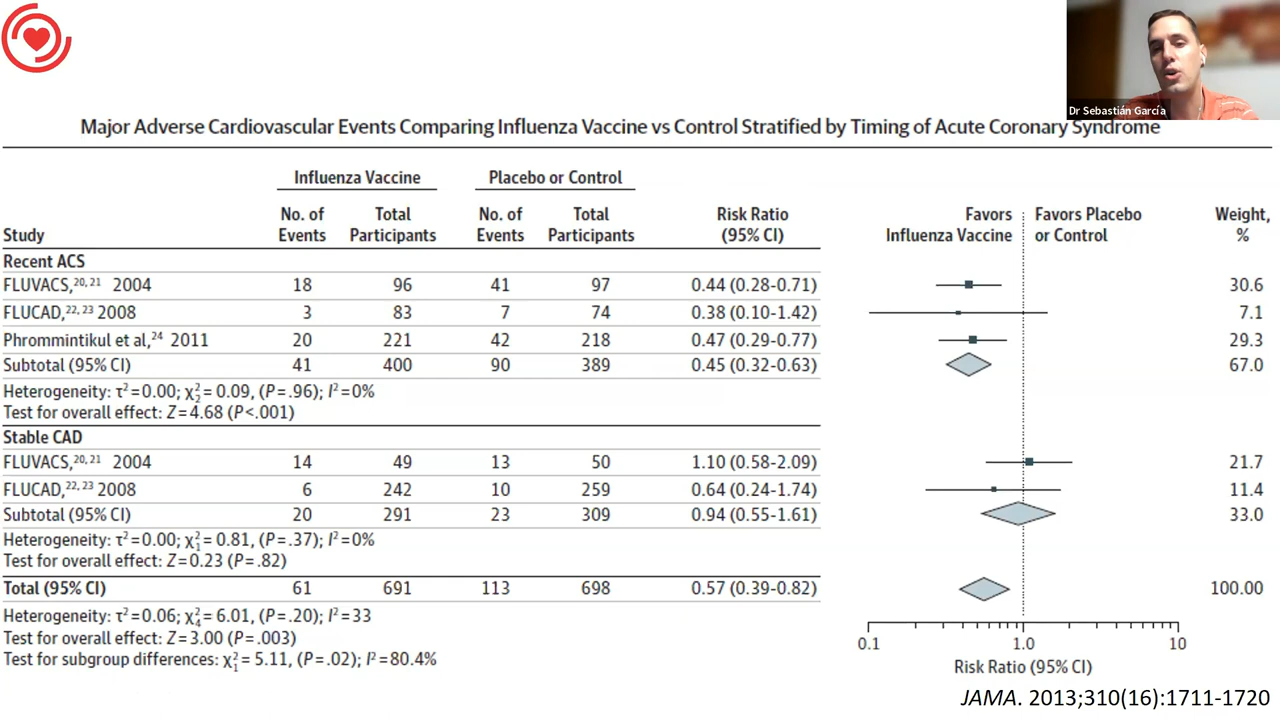 Dr Sebastián García
Major Adverse Cardiovascular Events Comparing Influenza Vaccine vs Control Stratified by Timing of Acute Coronary Syndrome
Influenza Vaccine Placebo or Control
Study No. of Events Total Participants No. of Events Total Participants Risk Ratio (95% CI) Favors Influenza Vaccine Favors Placebo or Control Weight, %
Recent ACS
FLUVACS,20, 21 2004 18 96 41 97 0.44 (0.28-0.71) 30.6
FLUCAD,22, 23 2008 3 83 7 74 0.38 (0.10-1.42) 7.1
Phrommintikul et al,24 2011 20 221 42 218 0.47 (0.29-0.77) 29.3
Subtotal (95% CI) 41 400 90 389 0.45 (0.32-0.63) 67.0
Heterogeneity: τ²=0.00; χ²₂= 0.09, (P=.96); I²=0%
Test for overall effect: Z=4.68 (P<.001)
Stable CAD
FLUVACS,20, 21 2004 14 49 13 50 1.10 (0.58-2.09) 21.7
FLUCAD,22, 23 2008 6 242 10 259 0.64 (0.24-1.74) 11.4
Subtotal (95% CI) 20 291 23 309 0.94 (0.55-1.61) 33.0
Heterogeneity: τ²=0.00; χ²₁= 0.81, (P=.37); I²=0%
Test for overall effect: Z=0.23 (P=.82)
Total (95% CI) 61 691 113 698 0.57 (0.39-0.82) 100.00
Heterogeneity: τ²=0.06; χ²₄= 6.01, (P=.20); I²=33
Test for overall effect: Z=3.00 (P=.003)
Test for subgroup differences: χ²₁= 5.11, (P=.02); I²=80.4%
0.1 1.0 10
Risk Ratio (95% CI)
JAMA. 2013;310(16):1711-1720